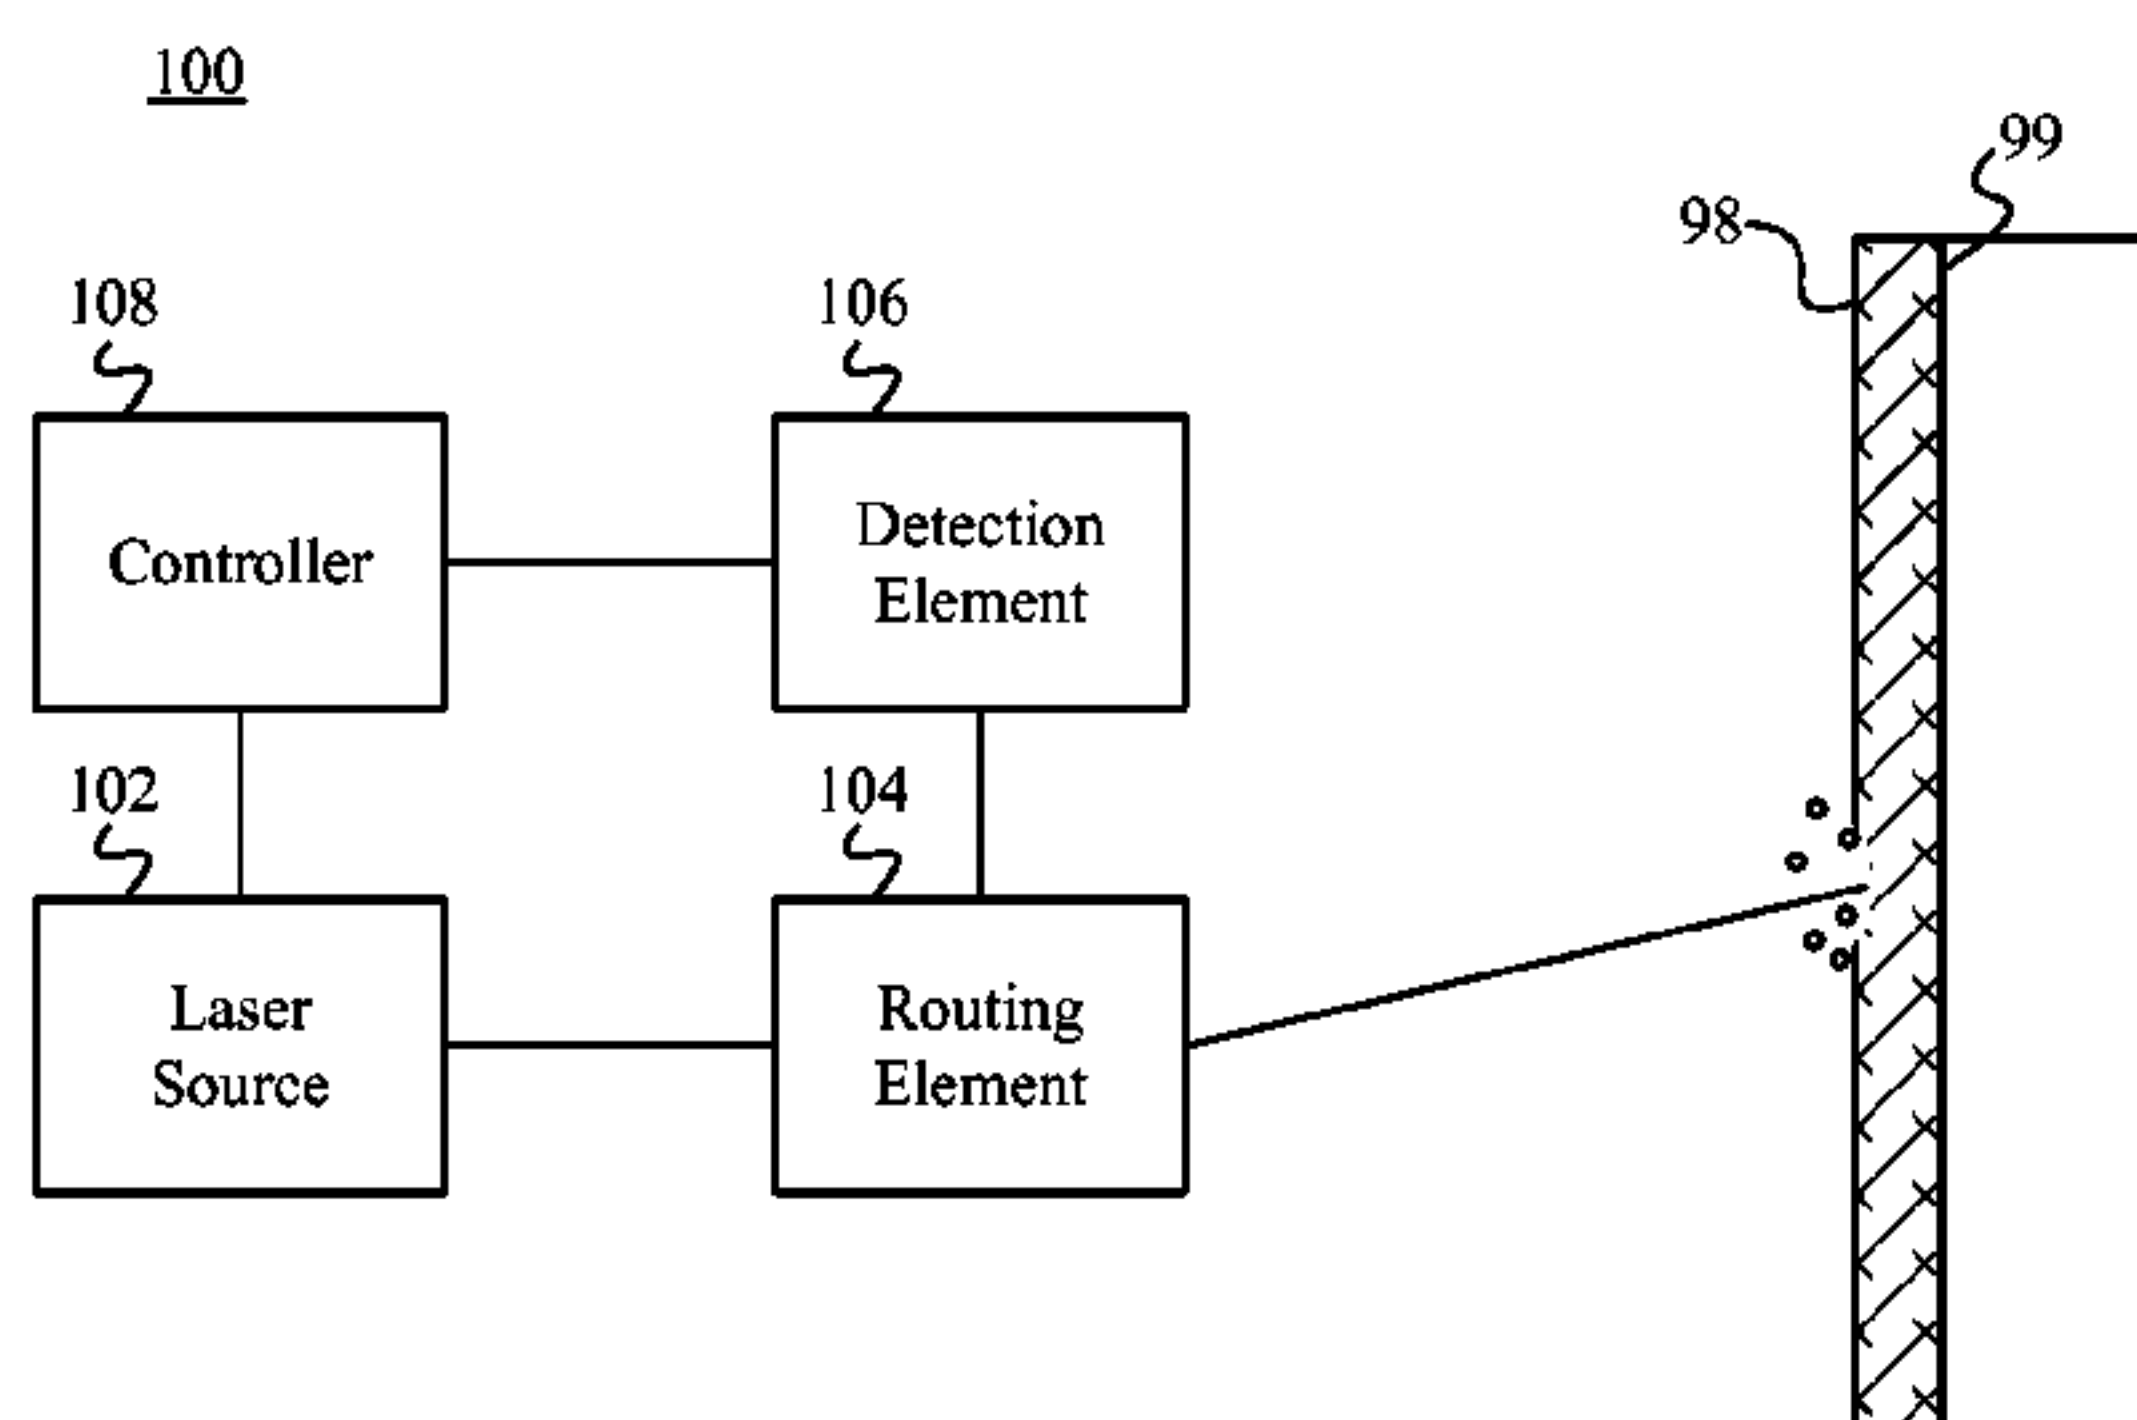 100
99
98
108
106
Controller
Detection
Element
102
104
Laser
Source
Routing
Element